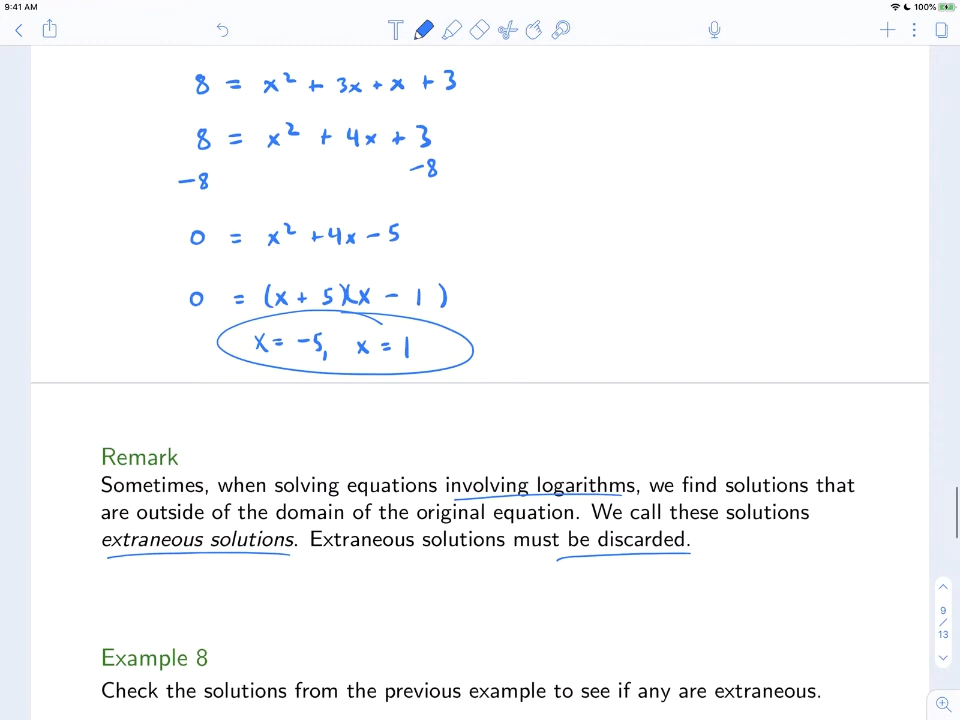 9:41 AM
100%
8 = x² + 3x + x + 3
8 = x² + 4x + 3
-8 -8
0 = x² + 4x - 5
0 = (x + 5)(x - 1)
x = -5, x = 1
Remark
Sometimes, when solving equations involving logarithms, we find solutions that
are outside of the domain of the original equation. We call these solutions
extraneous solutions. Extraneous solutions must be discarded.
9
/
13
Example 8
Check the solutions from the previous example to see if any are extraneous.